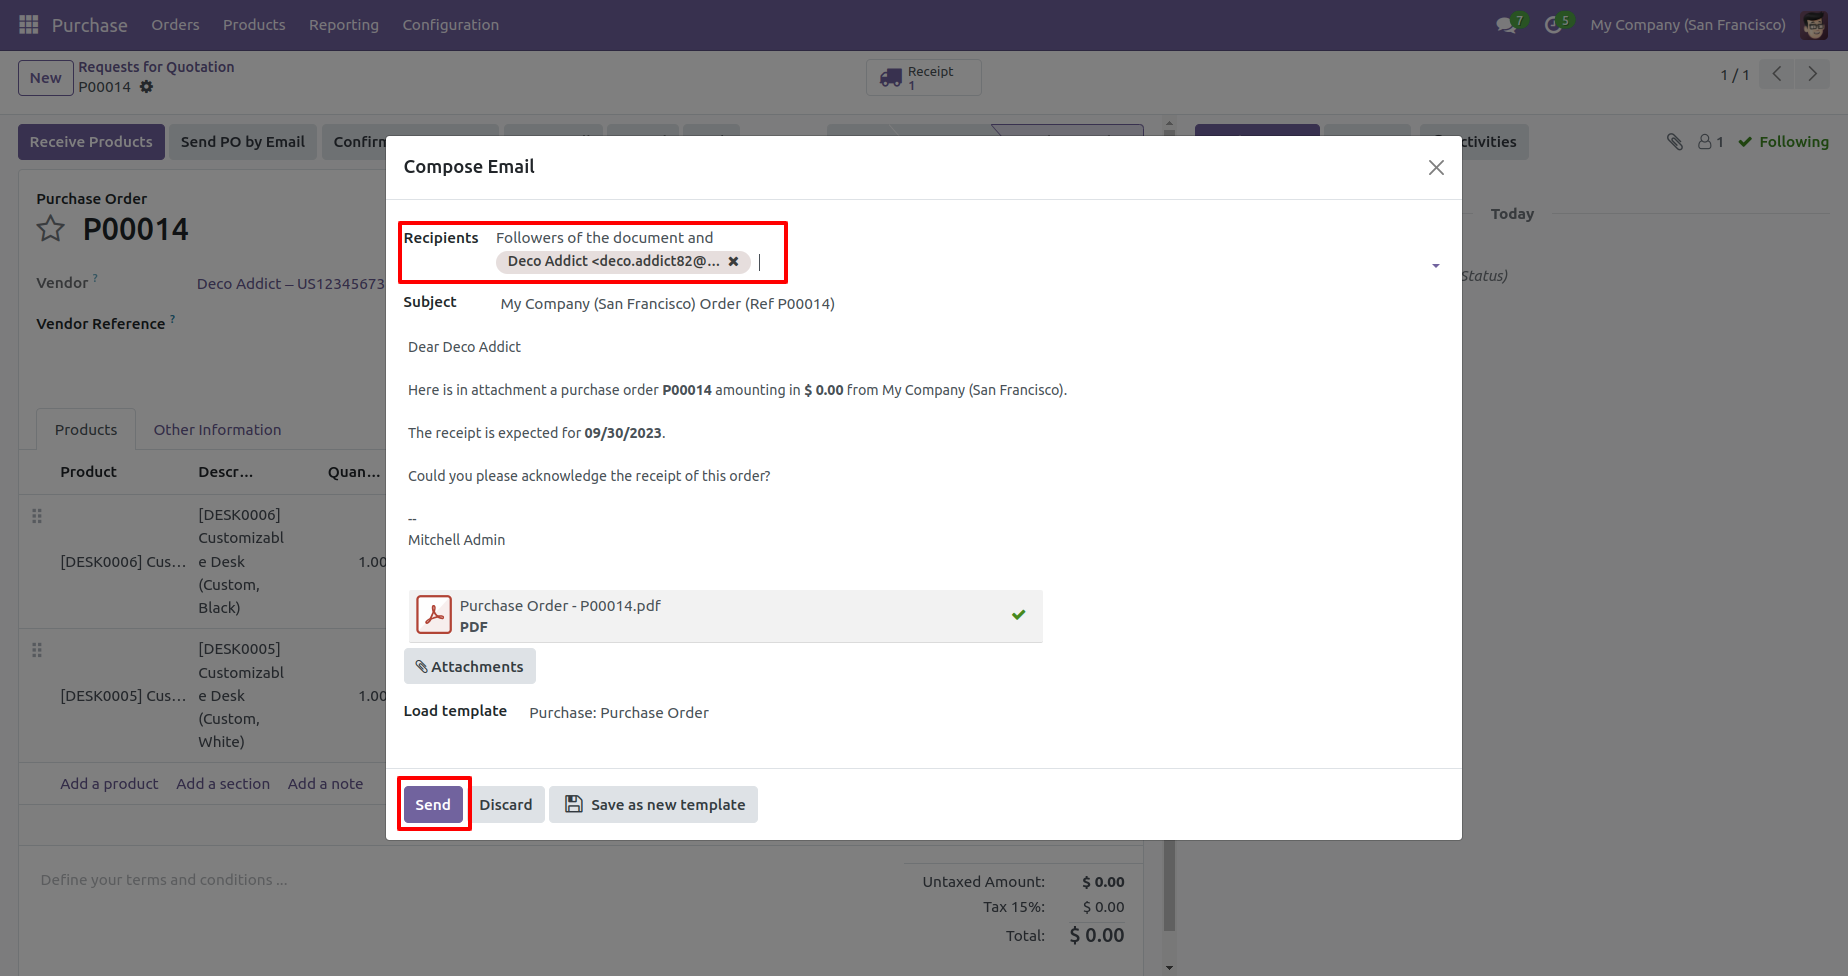 Purchase Orders Products Reporting Configuration 7 5 My Company (San Francisco)
New Requests for Quotation
P00014
Receipt
1
1 / 1
Receive Products Send PO by Email Confirm
ctivities 1 Following
Purchase Order
P00014
Today
Vendor ? Deco Addict – US12345673
Status)
Vendor Reference ?
Products Other Information
Product Descr... Quan...
[DESK0006] Cus... [DESK0006]
Customizabl
e Desk
(Custom,
Black)
1.00
[DESK0005] Cus... [DESK0005]
Customizabl
e Desk
(Custom,
White)
1.00
Add a product Add a section Add a note
Define your terms and conditions ...
Untaxed Amount: $ 0.00
Tax 15%: $ 0.00
Total: $ 0.00
Compose Email
Recipients Followers of the document and
Deco Addict <deco.addict82@...
Subject My Company (San Francisco) Order (Ref P00014)
Dear Deco Addict
Here is in attachment a purchase order P00014 amounting in $ 0.00 from My Company (San Francisco).
The receipt is expected for 09/30/2023.
Could you please acknowledge the receipt of this order?
--
Mitchell Admin
Purchase Order - P00014.pdf
PDF
Attachments
Load template Purchase: Purchase Order
Send Discard Save as new template